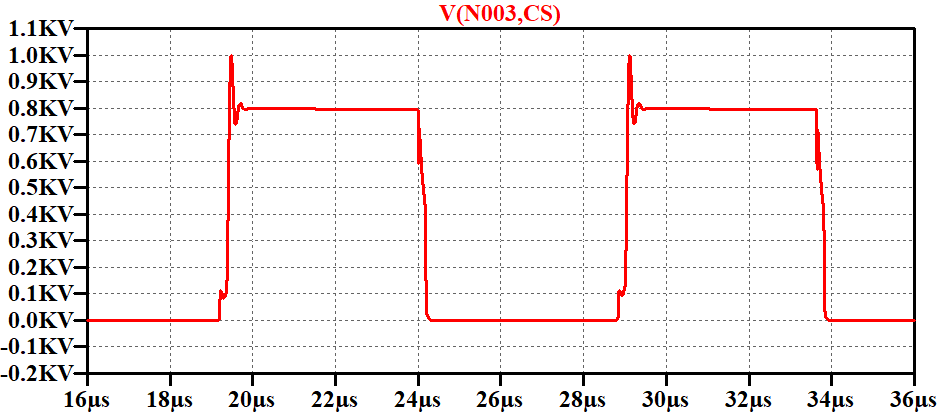 V(N003,CS)
1.1KV
1.0KV
0.9KV
0.8KV
0.7KV
0.6KV
0.5KV
0.4KV
0.3KV
0.2KV
0.1KV
0.0KV
-0.1KV
-0.2KV
16µs 18µs 20µs 22µs 24µs 26µs 28µs 30µs 32µs 34µs 36µs